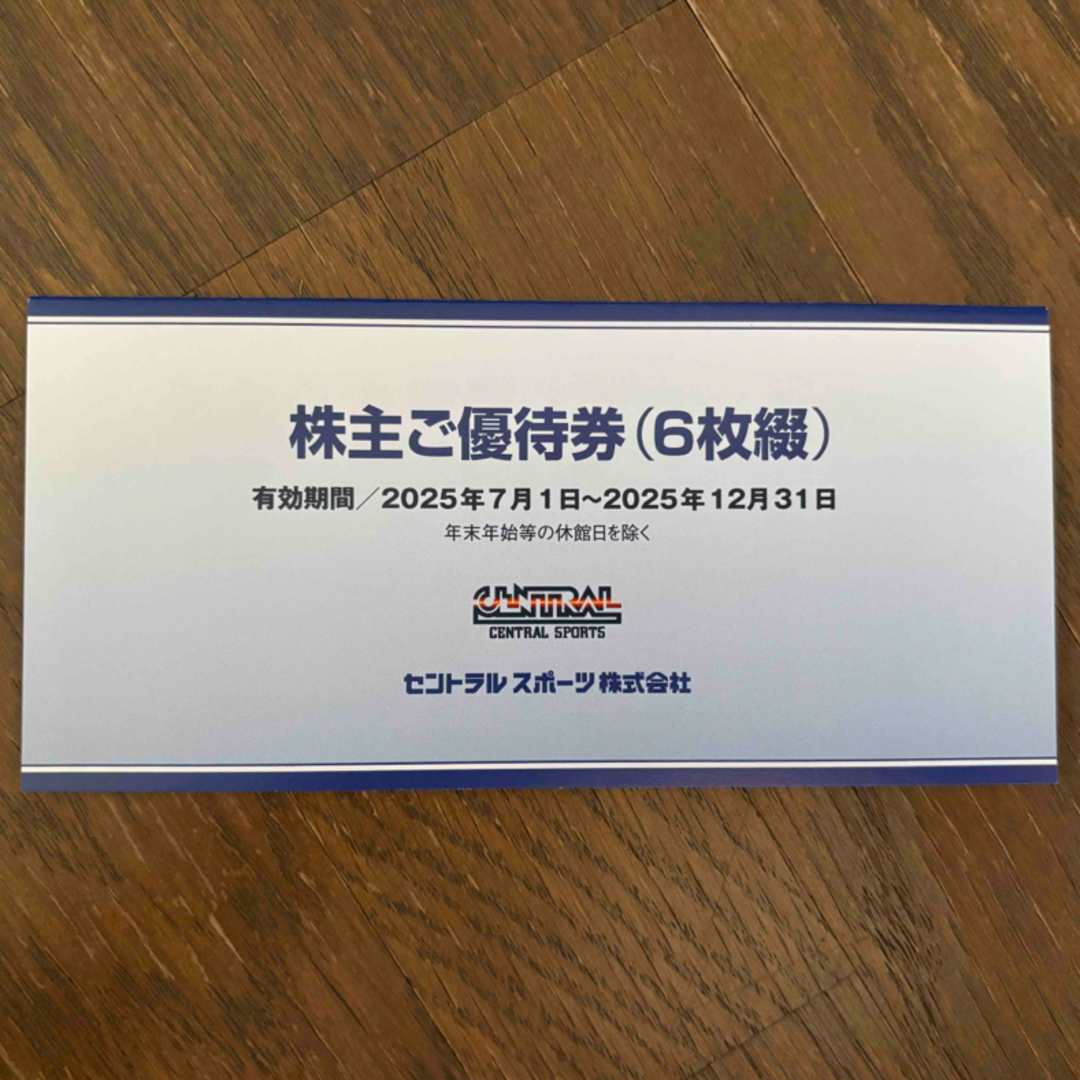 株主ご優待券（6枚綴）
有効期間／2025年7月1日〜2025年12月31日
年末年始等の休館日を除く
CENTRAL
CENTRAL SPORTS
セントラルスポーツ株式会社